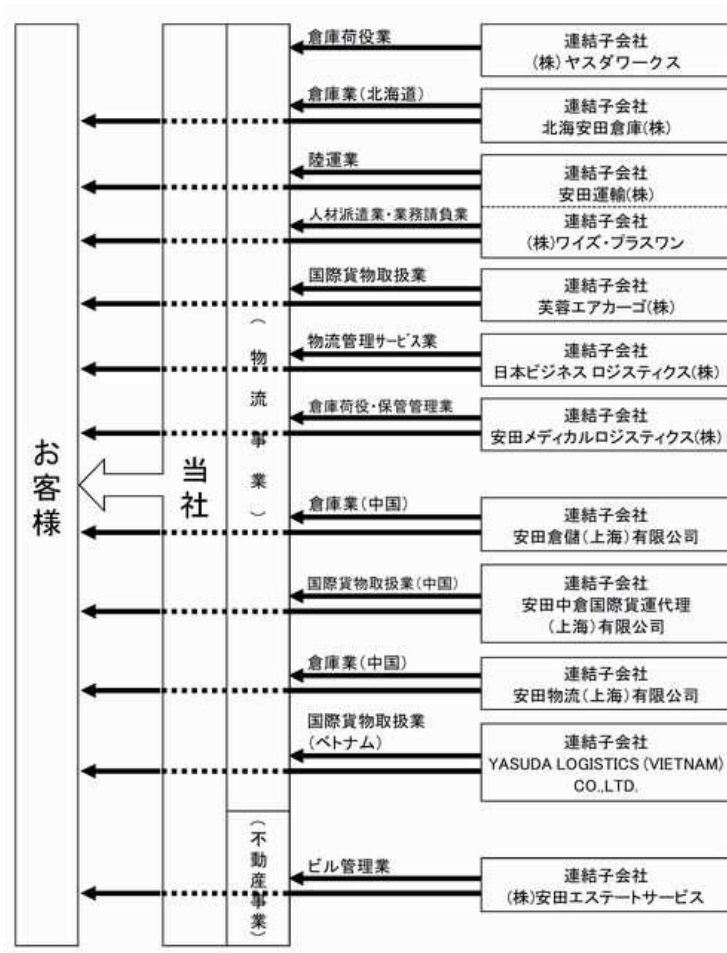 お客様
当社
(物流事業)
(不動産事業)
倉庫荷役業
連結子会社
(株)ヤスダワークス
倉庫業(北海道)
連結子会社
北海安田倉庫(株)
陸運業
連結子会社
安田運輸(株)
人材派遣業・業務請負業
連結子会社
(株)ワイズ・プラスワン
国際貨物取扱業
連結子会社
芙蓉エアカーゴ(株)
物流管理サービス業
連結子会社
日本ビジネス ロジスティクス(株)
倉庫荷役・保管管理業
連結子会社
安田メディカルロジスティクス(株)
倉庫業(中国)
連結子会社
安田倉儲(上海)有限公司
国際貨物取扱業(中国)
連結子会社
安田中倉国際貨運代理
(上海)有限公司
倉庫業(中国)
連結子会社
安田物流(上海)有限公司
国際貨物取扱業
(ベトナム)
連結子会社
YASUDA LOGISTICS (VIETNAM)
CO.,LTD.
ビル管理業
連結子会社
(株)安田エステートサービス